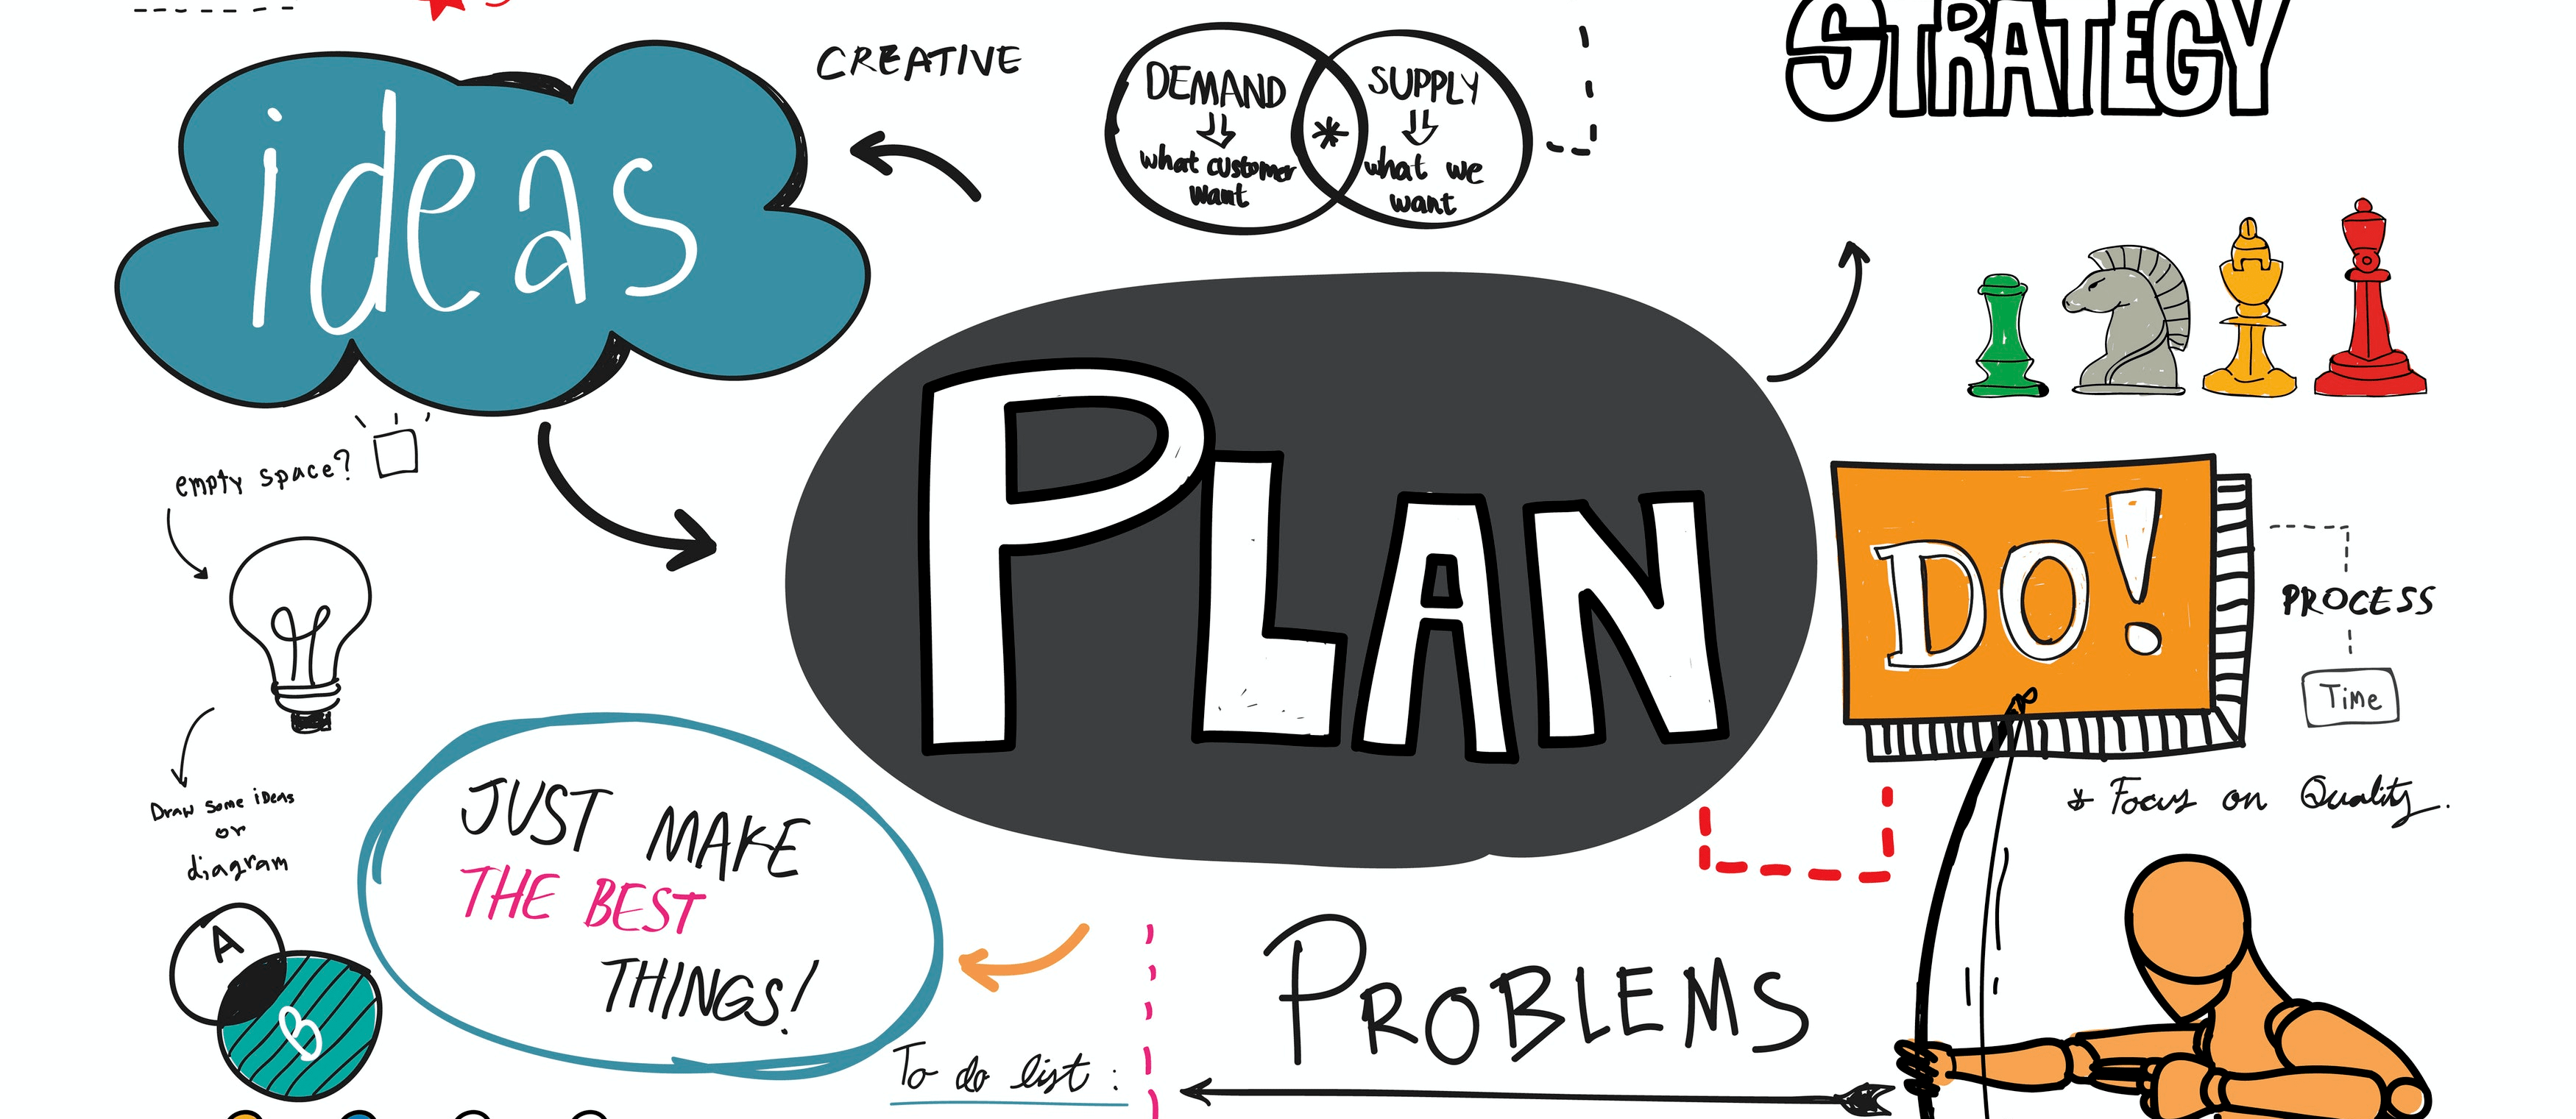 STRATEGY
CREATIVE
DEMAND
what customer
want
*
SUPPLY
what we
want
ideas
empty space?
PLAN
DO!
PROCESS
Time
* Focus on Quality.
Draw some ideas
or
diagram
A
B
JUST MAKE
THE BEST
THINGS!
To do list :
PROBLEMS